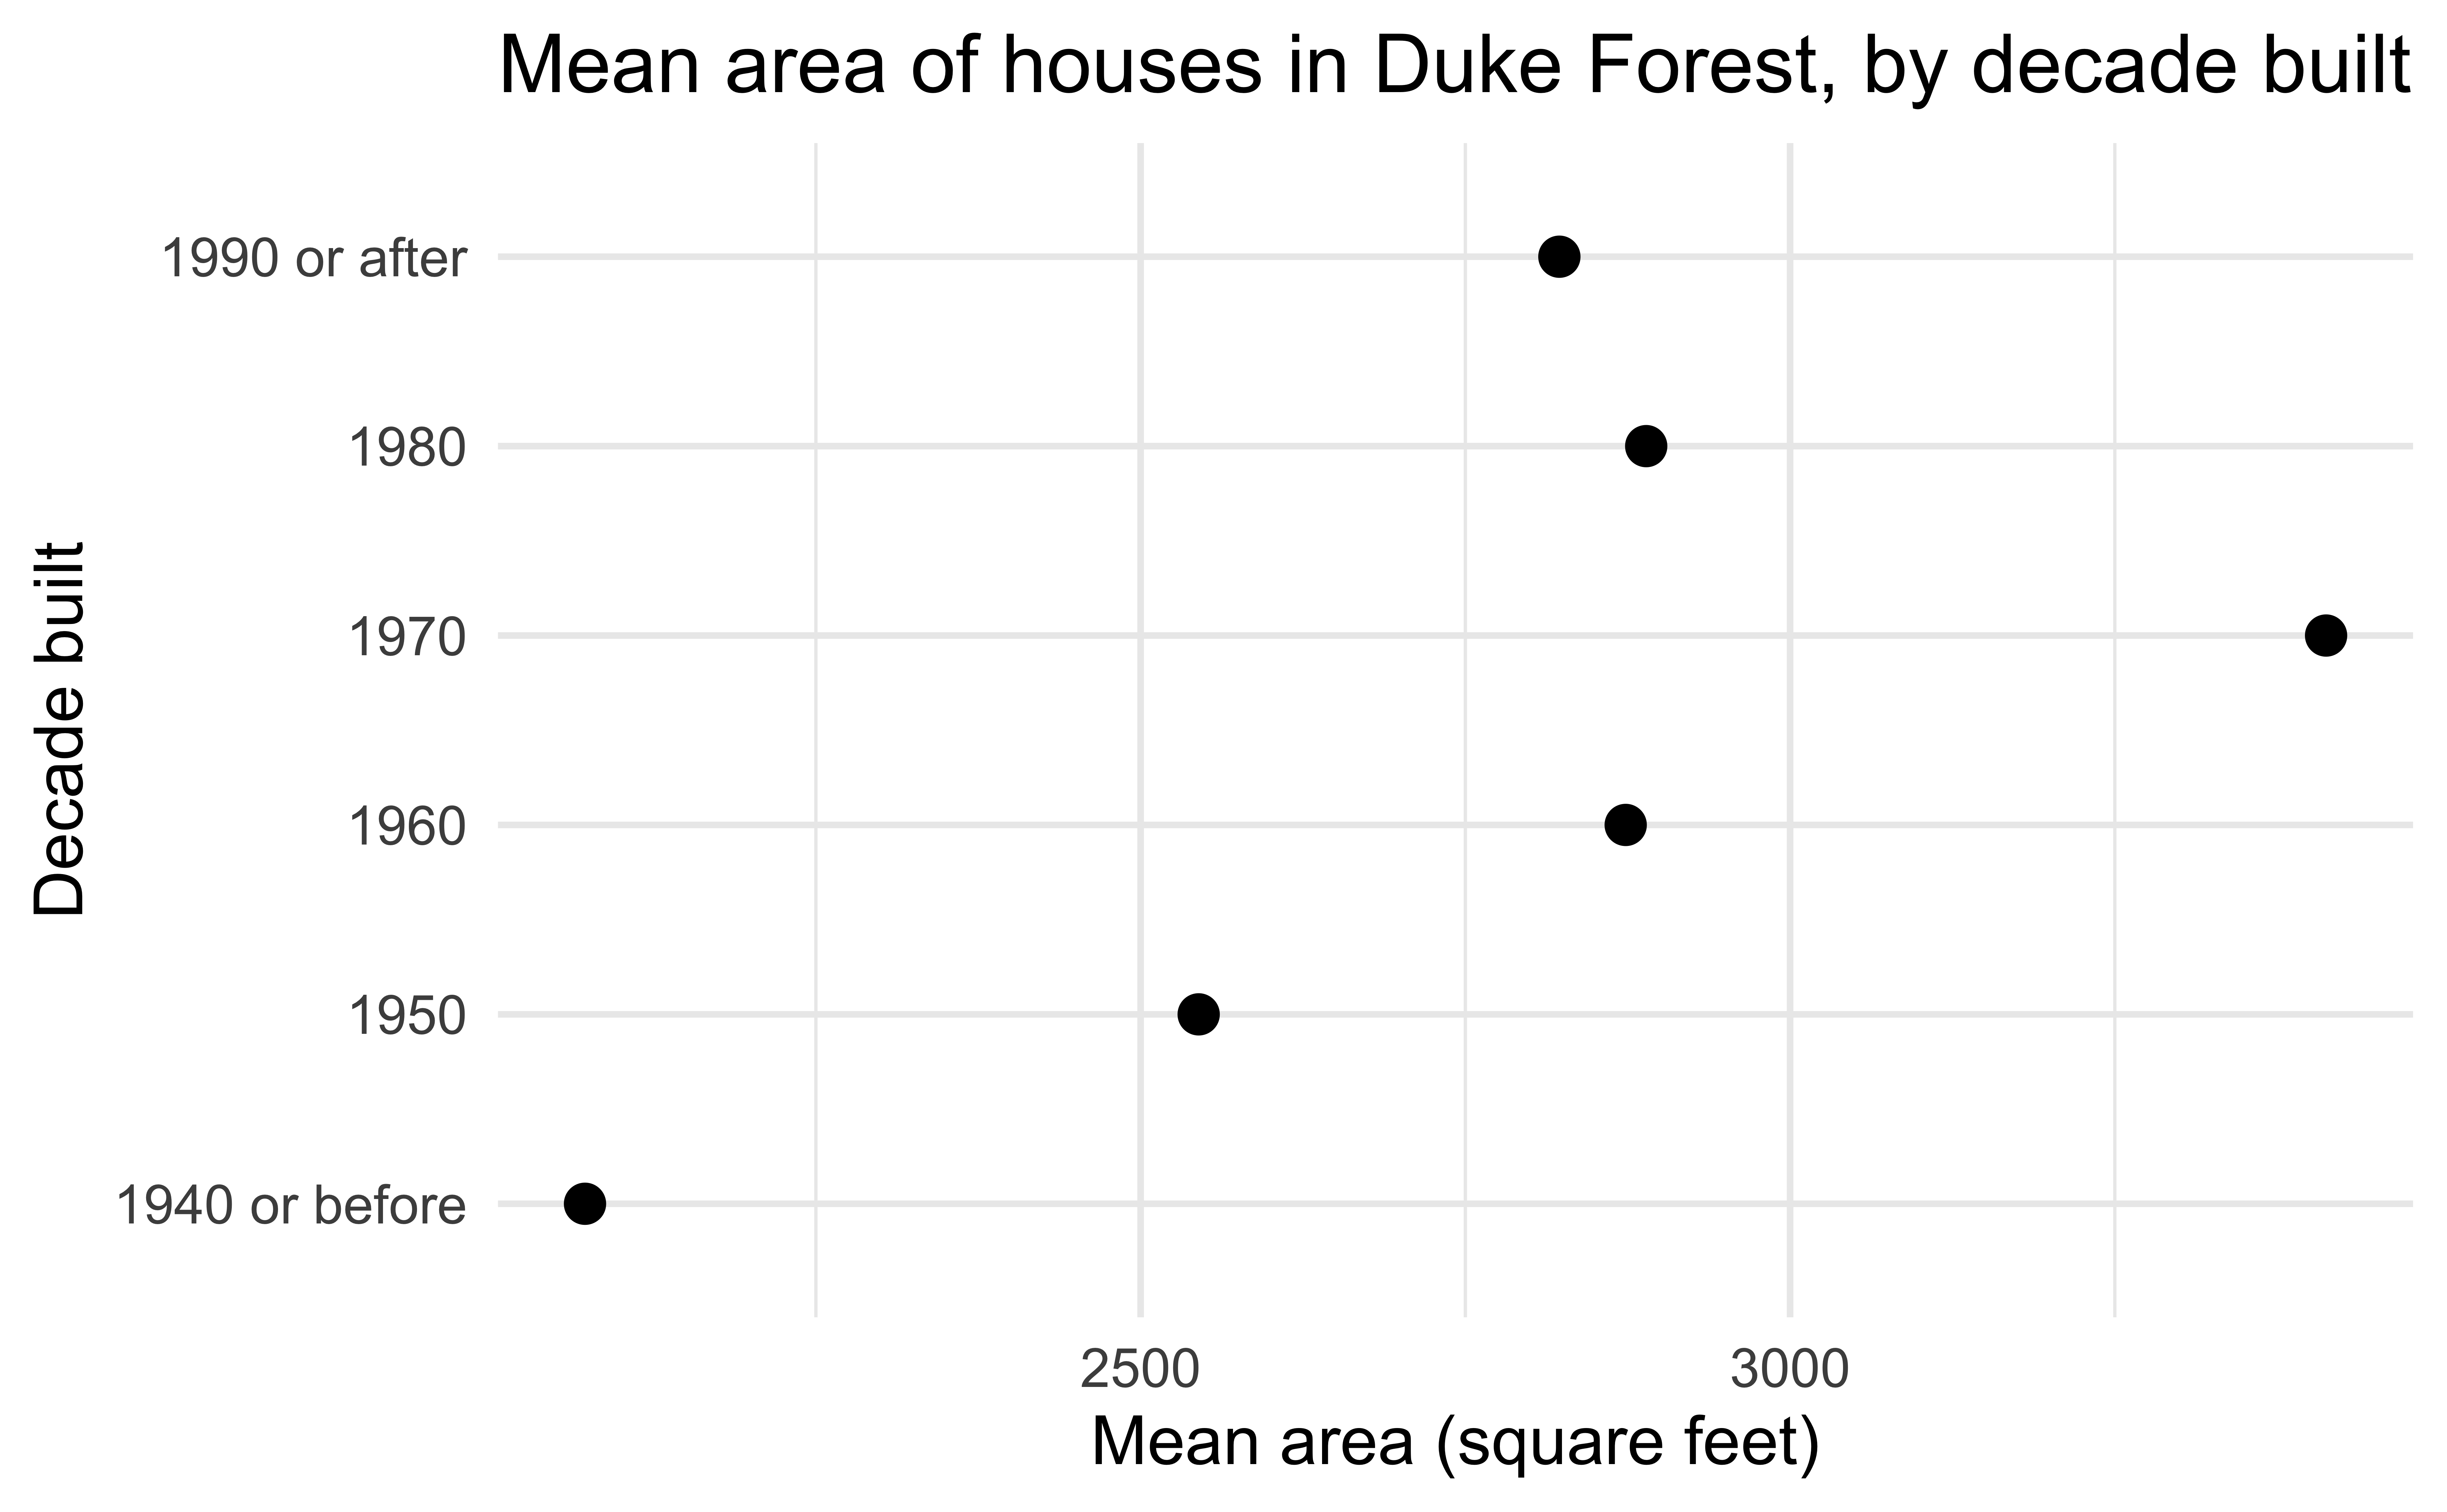 Mean area of houses in Duke Forest, by decade built
1990 or after
1980
1970
1960
1950
1940 or before
Decade built
2500
3000
Mean area (square feet)